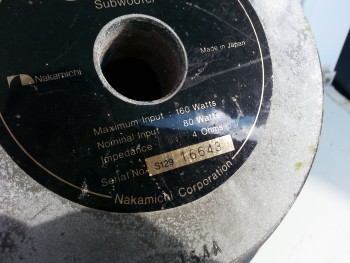 Subwoofer
Made in Japan
Nakamichi
Maximum Input : 160 Watts
Nominal Input : 80 Watts
Impedance : 4 Ohms
Serial No. S129 16643
Nakamichi Corporation